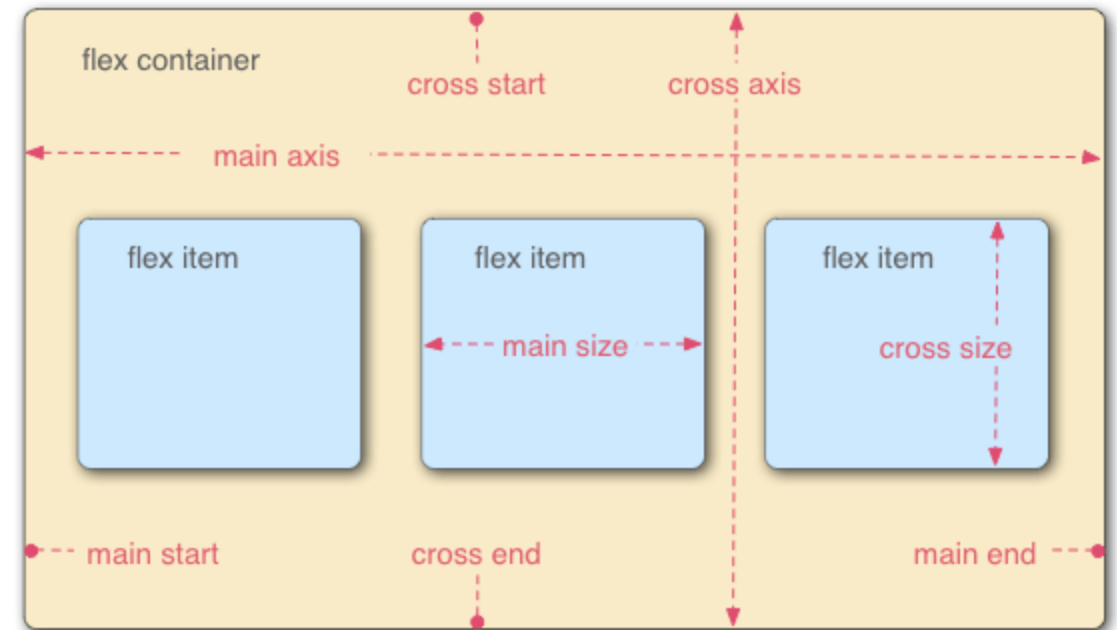 flex container
cross start
cross axis
main axis
flex item
flex item
flex item
main size
cross size
main start
cross end
main end